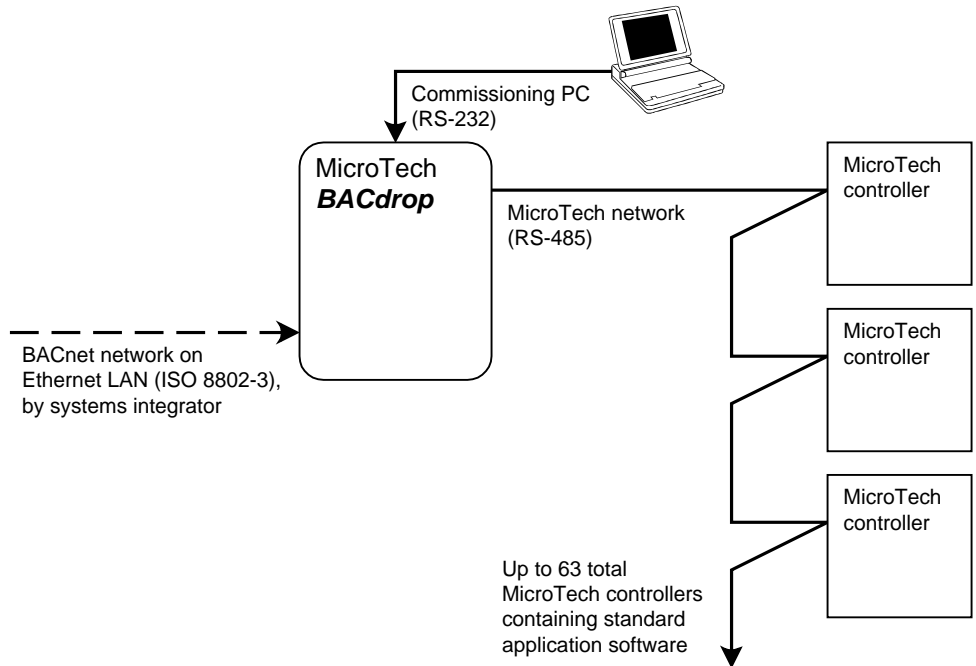 Commissioning PC
(RS-232)
MicroTech
BACdrop
MicroTech network
(RS-485)
MicroTech
controller
BACnet network on
Ethernet LAN (ISO 8802-3),
by systems integrator
MicroTech
controller
MicroTech
controller
Up to 63 total
MicroTech controllers
containing standard
application software